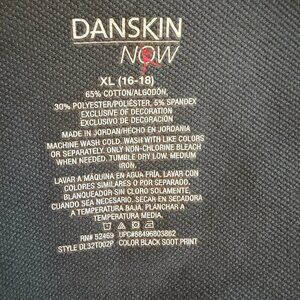 DANSKIN
NOW
XL (16-18)
65% COTTON/ALGODÓN,
30% POLYESTER/POLIÉSTER, 5% SPANDEX
EXCLUSIVE OF DECORATION
EXCLUSIVO DE DECORACIÓN
MADE IN JORDAN/HECHO EN JORDANIA
MACHINE WASH COLD. WASH WITH LIKE COLORS
OR SEPARATELY. ONLY NON-CHLORINE BLEACH
WHEN NEEDED. TUMBLE DRY LOW. MEDIUM
IRON.
LAVAR A MÁQUINA EN AGUA FRÍA. LAVAR CON
COLORES SIMILARES O POR SEPARADO.
BLANQUEADOR SIN CLORO SOLAMENTE
CUANDO SEA NECESARIO. SECAR EN SECADORA
A TEMPERATURA BAJA. PLANCHAR A
TEMPERATURA MEDIA.
RN# 52469 UPC#88496803882
STYLE DL32T002P COLOR BLACK SOOT PRINT